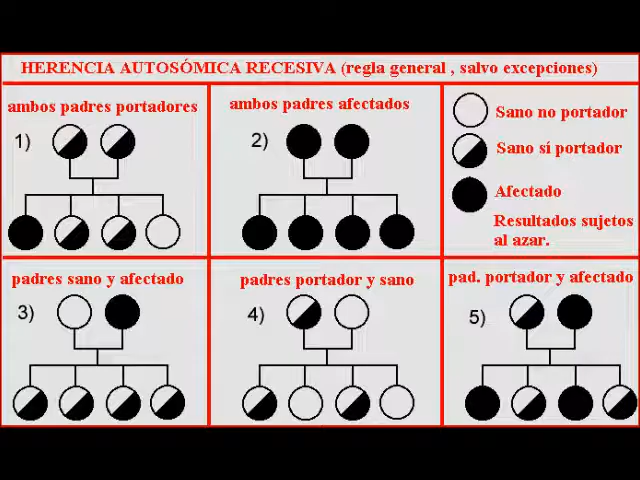 HERENCIA AUTOSÓMICA RECESIVA (regla general , salvo excepciones)
ambos padres portadores
1)
ambos padres afectados
2)
Sano no portador
Sano sí portador
Afectado
Resultados sujetos
al azar.
padres sano y afectado
3)
padres portador y sano
4)
pad. portador y afectado
5)